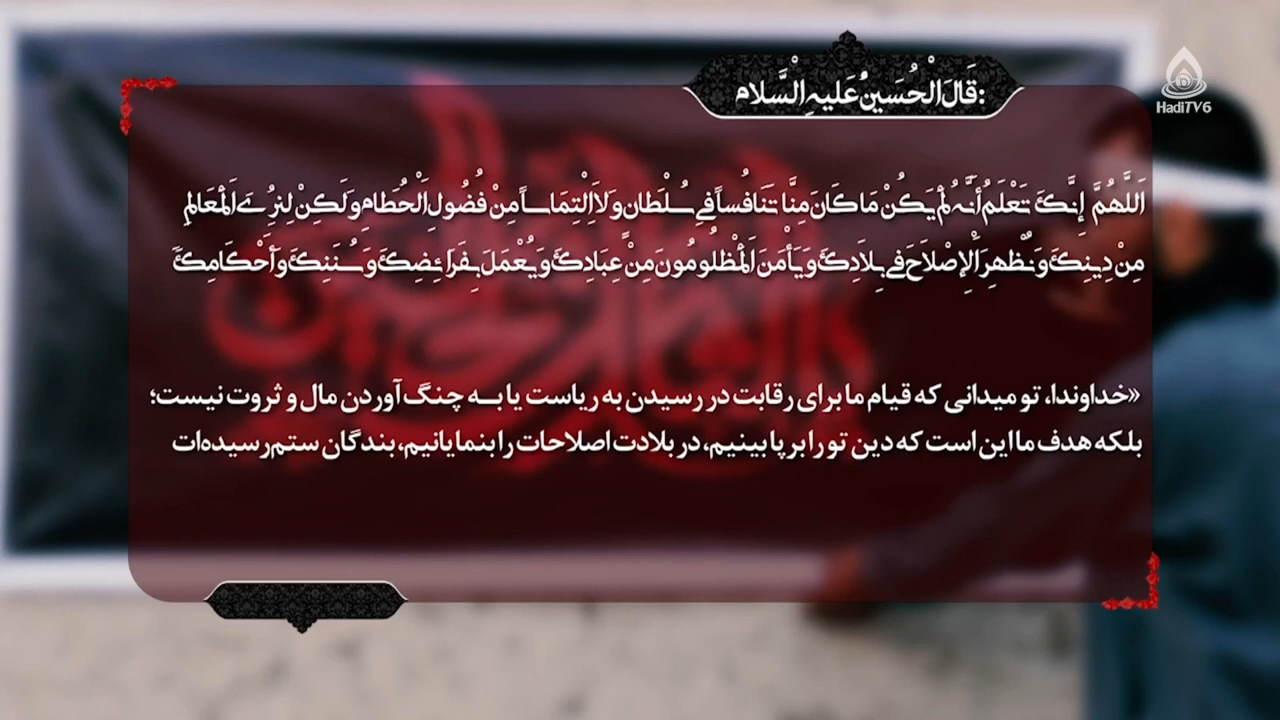 قَالَ الْحُسَیْنُ عَلَیهِ السَّلام:
HadiTV6
اَللَّهُمَّ إِنَّكَ تَعْلَمُ أَنَّهُ لَمْ يَكُنْ مَا كَانَ مِنَّا تَنَافُساً فِي سُلْطَان وَلاَ الْتِمَاساً مِنْ فُضُولِ الْحُطَامِ وَلَكِنْ لِنَرُىَ الْمَعَالِمَ
مِنْ دِينِكَ وَنُظْهِرَ الْإِصْلَاحَ فِي بِلَادِكَ وَيَأْمَنَ الْمَظْلُومُونَ مِنْ عِبَادِكَ وَيُعْمَلَ بِفَرَائِضِكَ وَسُنَنِكَ وَأَحْكَامِكَ
«خداوندا، تو میدانی که قیام ما برای رقابت در رسیدن به ریاست یا به چنگ آوردن مال و ثروت نیست؛
بلکه هدف ما این است که دین تو را برپا بینیم، در بلادت اصلاحات را بنمایانیم، بندگان ستم‌رسیده‌ات